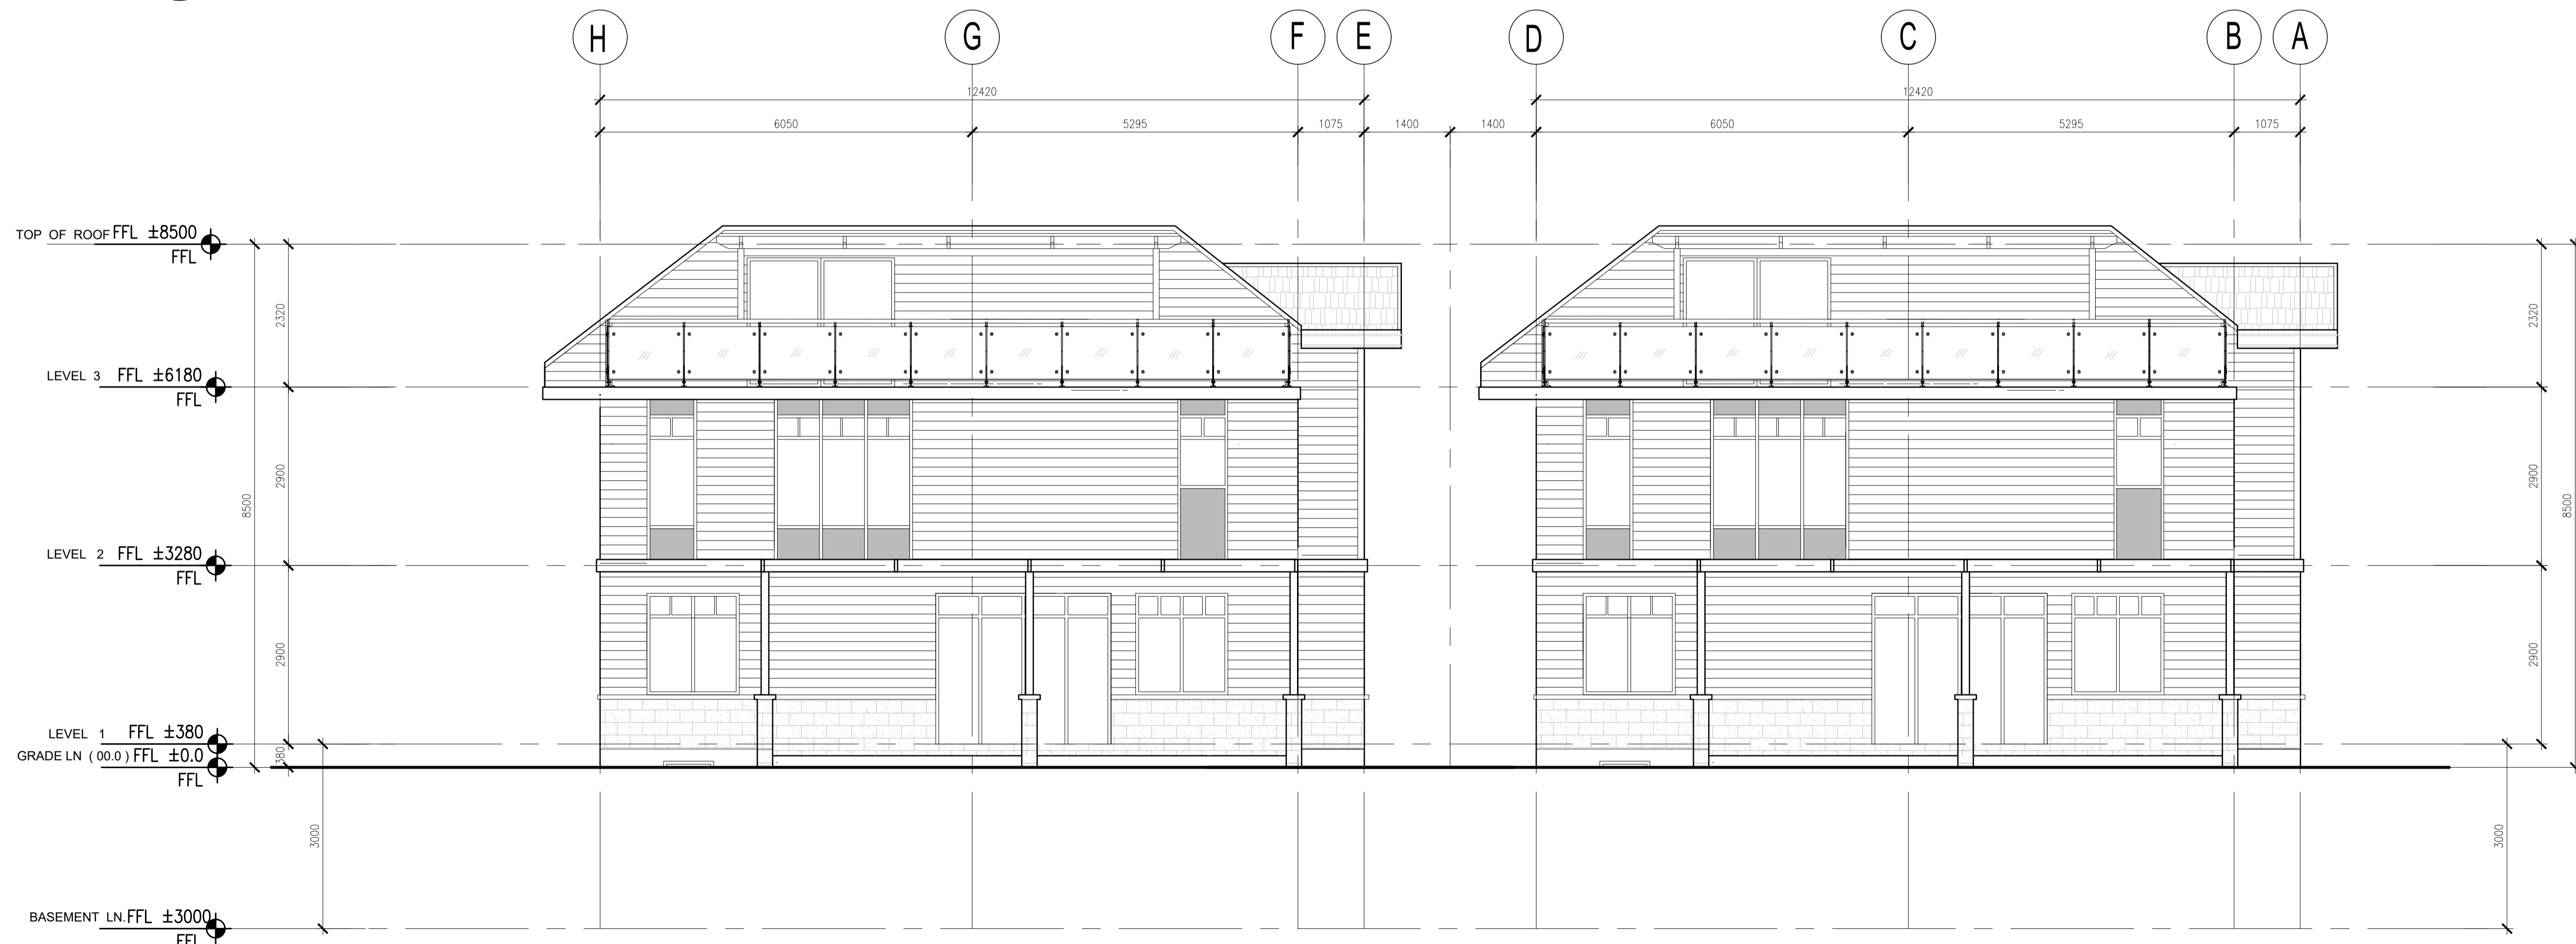 H G F E D C B A
12420 12420
6050 5295 1075 1400 1400 6050 5295 1075
TOP OF ROOF FFL ±8500
FFL
2320 2320
LEVEL 3 FFL ±6180
FFL
2900 2900
8500 8500
LEVEL 2 FFL ±3280
FFL
2900 2900
LEVEL 1 FFL ±380
380
GRADE LN ( 00.0 ) FFL ±0.0
FFL
3000 3000
BASEMENT LN. FFL ±3000
FFL